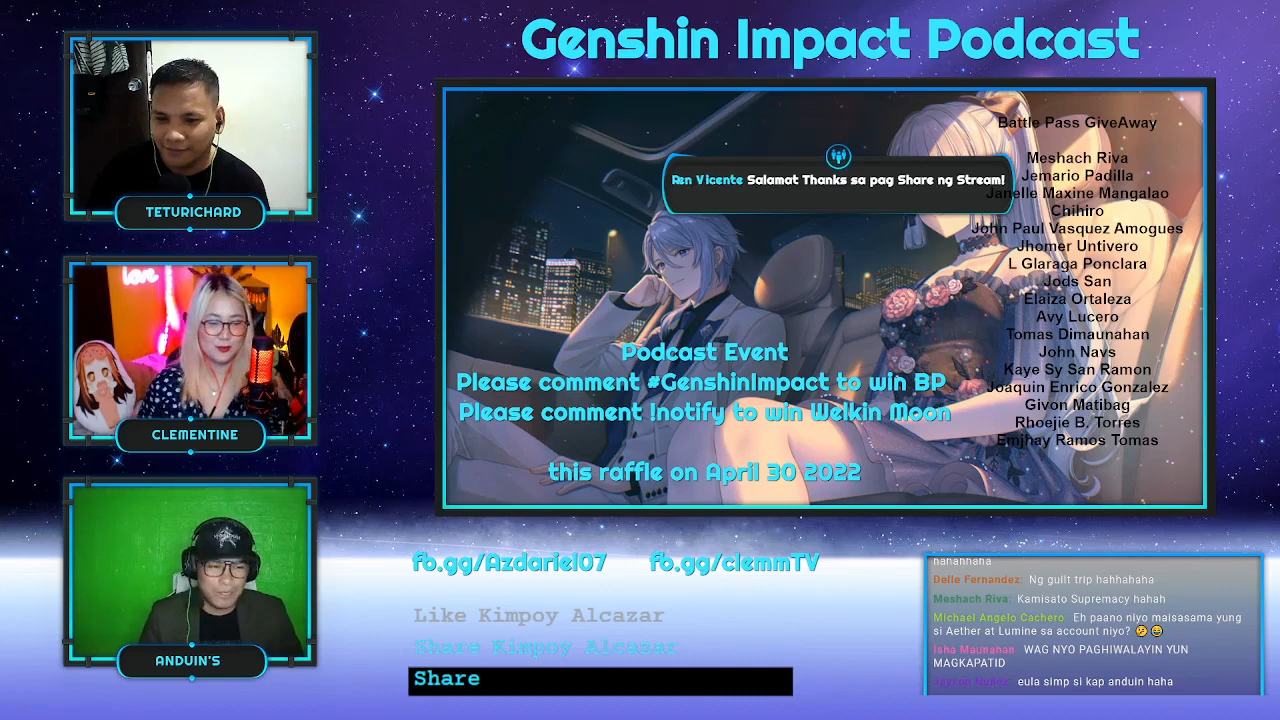 Genshin Impact Podcast
love
TETURICHARD
CLEMENTINE
ANDUIN'S
Ren Vicente Salamat Thanks sa pag Share ng Stream!
Battle Pass GiveAway
Meshach Riva
Jemario Padilla
Janelle Maxine Mangalao
Chihiro
John Paul Vasquez Amogues
Jhomer Untivero
L Glaraga Ponclara
Jods San
Elaiza Ortaleza
Avy Lucero
Tomas Dimaunahan
John Navs
Kaye Sy San Ramon
Joaquin Enrico Gonzalez
Givon Matibag
Rhoejie B. Torres
Emjhay Ramos Tomas
Podcast Event
Please comment #GenshinImpact to win BP
Please comment !notify to win Welkin Moon
this raffle on April 30 2022
fb.gg/Azdariel07 fb.gg/clemmTV
Like Kimpoy Alcazar
Share Kimpoy Alcazar
Share
hahahhaha
Delle Fernandez: Ng guilt trip hahhahaha
Meshach Riva: Kamisato Supremacy hahah
Michael Angelo Cachero Eh paano niyo maisasama yung
si Aether at Lumine sa account niyo? 🤔😄
Isha Maunahan WAG NYO PAGHIWALAYIN YUN
MAGKAPATID
eula simp si kap anduin haha